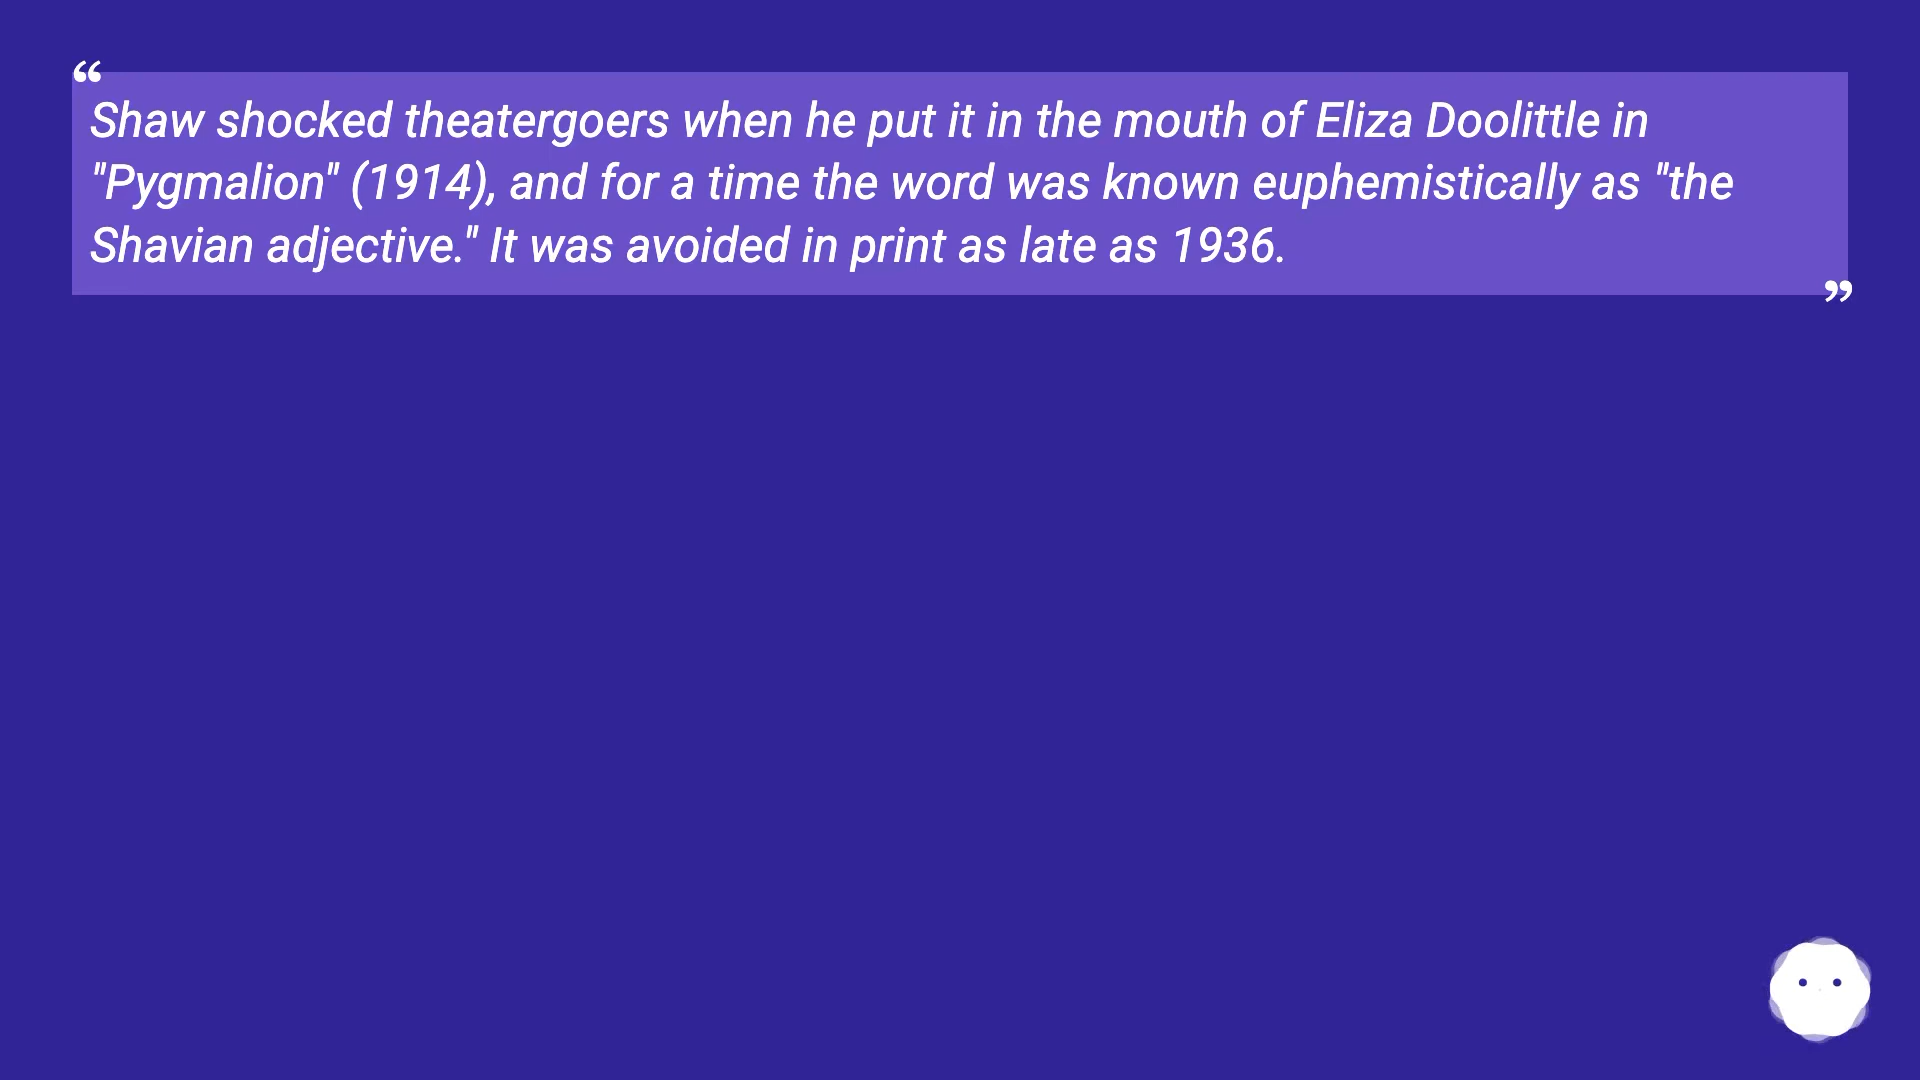 “
Shaw shocked theatergoers when he put it in the mouth of Eliza Doolittle in
"Pygmalion" (1914), and for a time the word was known euphemistically as "the
Shavian adjective." It was avoided in print as late as 1936.
”